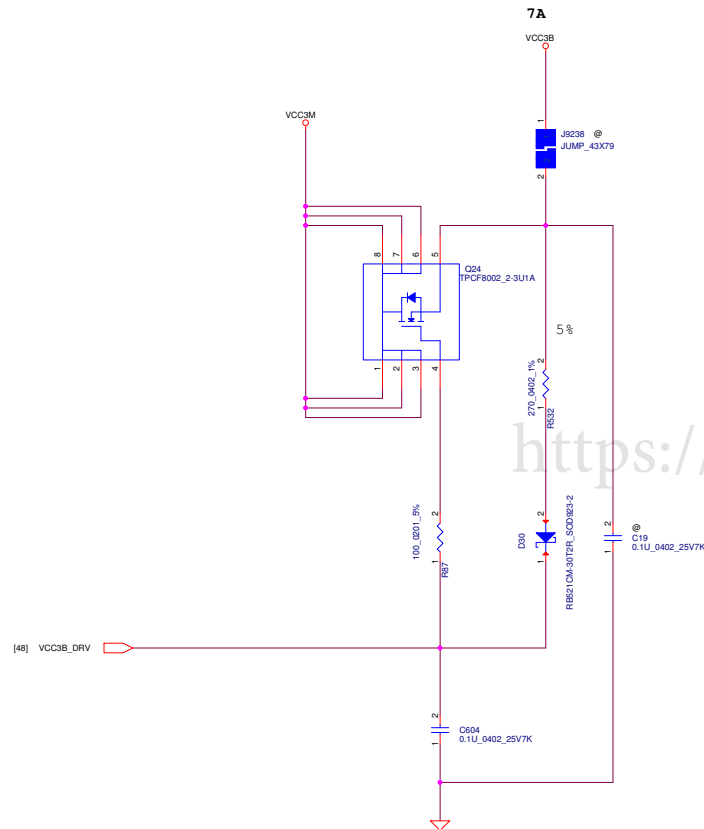 7A
VCC3B
VCC3M
1
J9238 @
JUMP_43X79
2
8
7
6
5
Q24
TPCF8002_2-3U1A
1
2
3
4
5%
2
270_0402_1%
1
R532
https://
2
100_0201_5%
1
R87
2
D30
1
RB521CM-30T2R_SOD923-2
@
2
C19
1
0.1U_0402_25V7K
[48] VCC3B_DRV
2
C604
1
0.1U_0402_25V7K